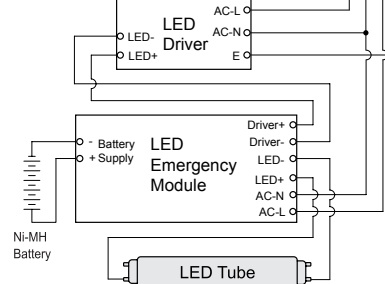 AC-L
LED-
LED
Driver
AC-N
LED+
E
Driver+
- Battery
+ Supply
LED
Emergency
Module
Driver-
LED-
LED+
AC-N
AC-L
Ni-MH
Battery
LED Tube